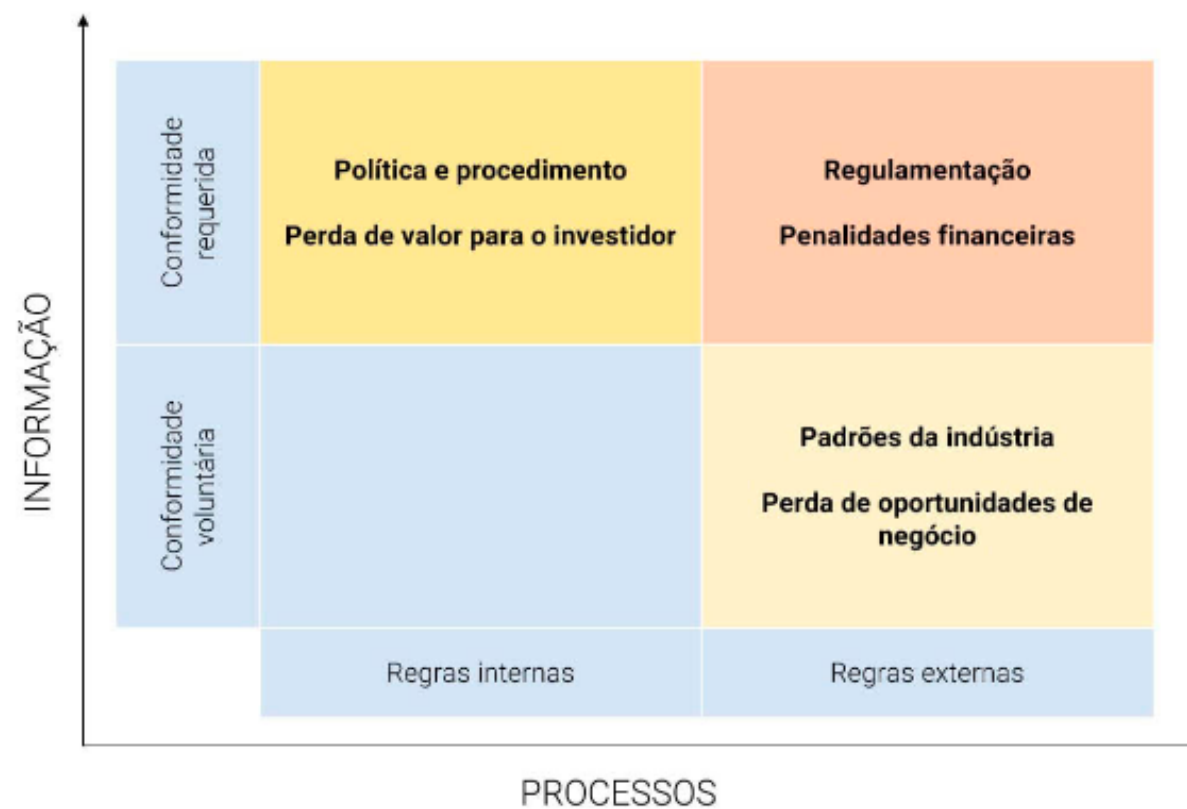 INFORMAÇÃO
Conformidade
requerida
Política e procedimento
Perda de valor para o investidor
Regulamentação
Penalidades financeiras
Conformidade
voluntária
Padrões da indústria
Perda de oportunidades de
negócio
Regras internas
Regras externas
PROCESSOS